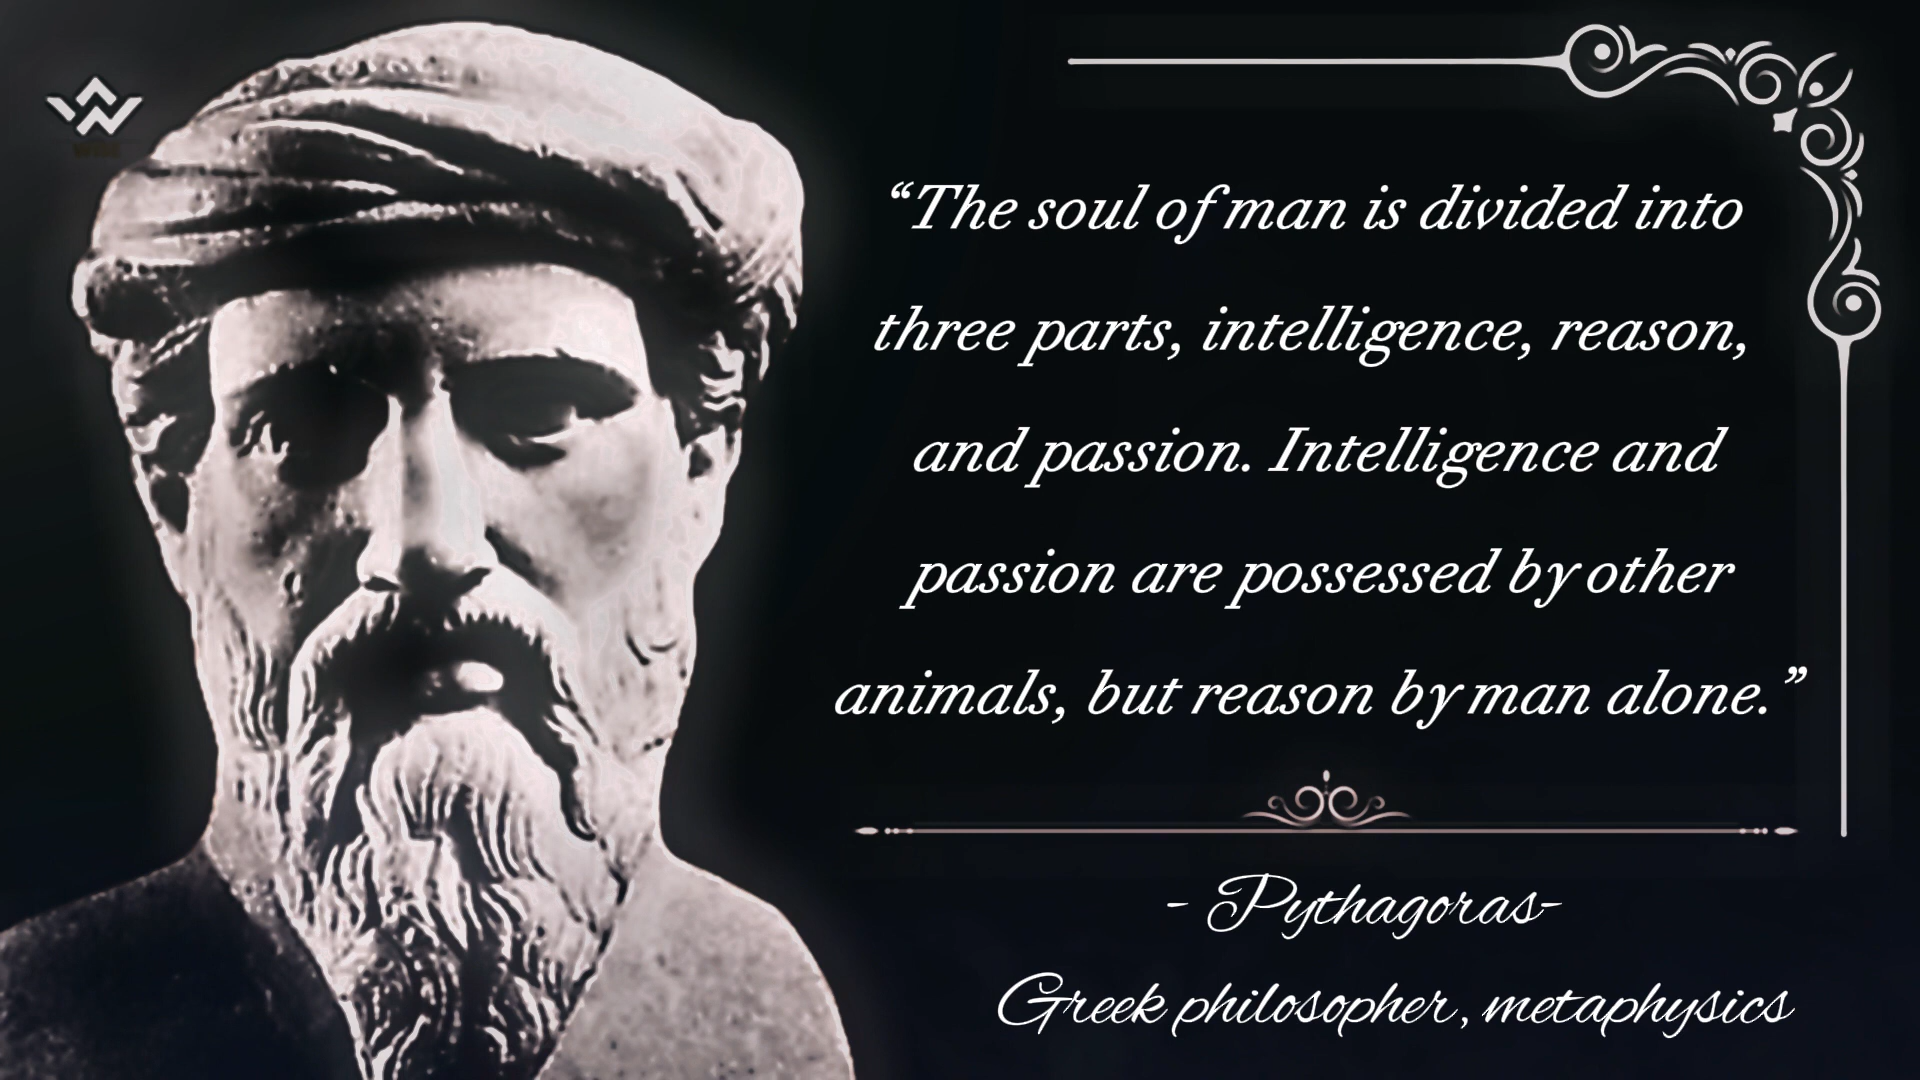 “The soul of man is divided into
three parts, intelligence, reason,
and passion. Intelligence and
passion are possessed by other
animals, but reason by man alone.”
- Pythagoras-
Greek philosopher, metaphysics